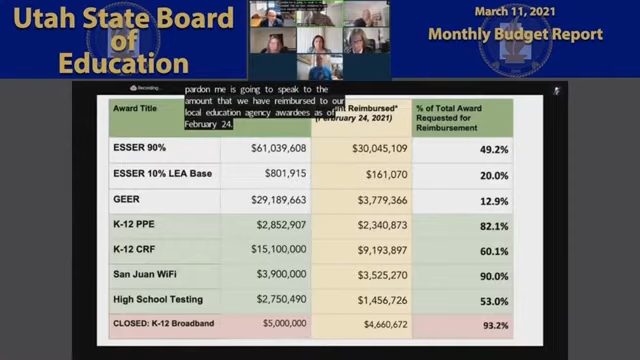 Utah State Board
of
Education
March 11, 2021
Monthly Budget Report
Recording...
pardon me is going to speak to the
amount that we have reimbursed to our
local education agency awardees as of
February 24.
Award Title
nt Reimbursed*
(February 24, 2021)
% of Total Award
Requested for
Reimbursement
ESSER 90% $61,039,608 $30,045,109 49.2%
ESSER 10% LEA Base $801,915 $161,070 20.0%
GEER $29,189,663 $3,779,366 12.9%
K-12 PPE $2,852,907 $2,340,873 82.1%
K-12 CRF $15,100,000 $9,193,897 60.1%
San Juan WiFi $3,900,000 $3,525,270 90.0%
High School Testing $2,750,490 $1,456,726 53.0%
CLOSED: K-12 Broadband $5,000,000 $4,660,672 93.2%